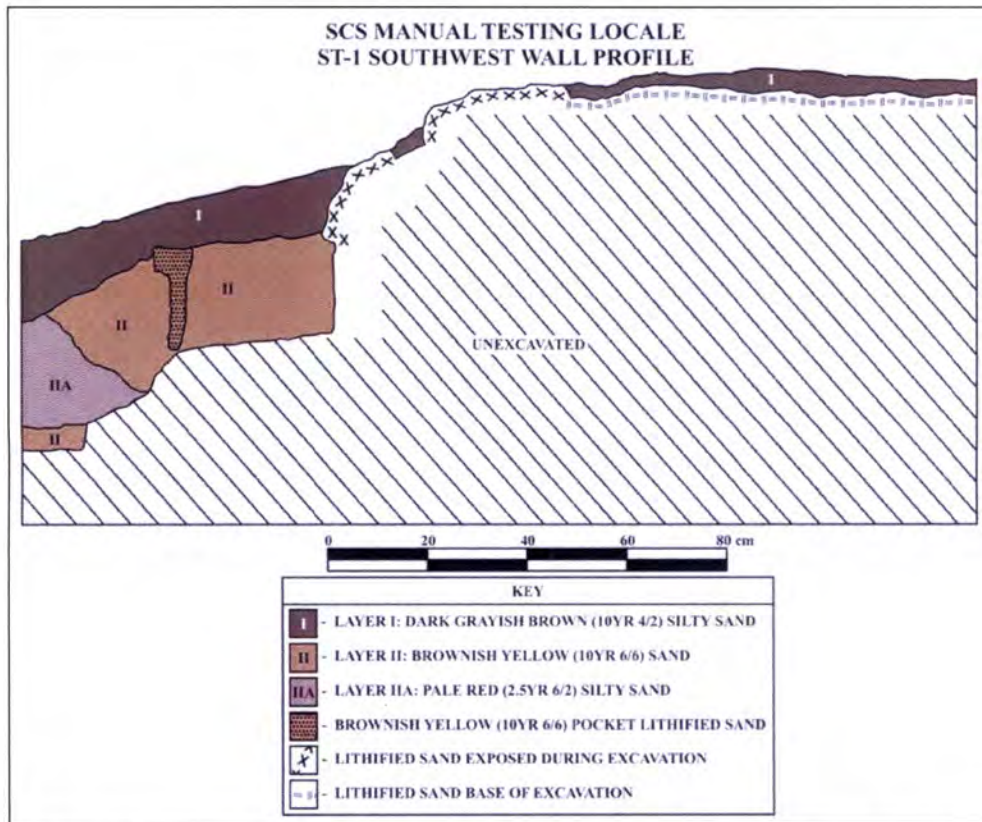 SCS MANUAL TESTING LOCALE
ST-1 SOUTHWEST WALL PROFILE
I
I
II
II
UNEXCAVATED
IIA
II
0 20 40 60 80 cm
KEY
I - LAYER I: DARK GRAYISH BROWN (10YR 4/2) SILTY SAND
II - LAYER II: BROWNISH YELLOW (10YR 6/6) SAND
IIA - LAYER IIA: PALE RED (2.5YR 6/2) SILTY SAND
- BROWNISH YELLOW (10YR 6/6) POCKET LITHIFIED SAND
- LITHIFIED SAND EXPOSED DURING EXCAVATION
- LITHIFIED SAND BASE OF EXCAVATION